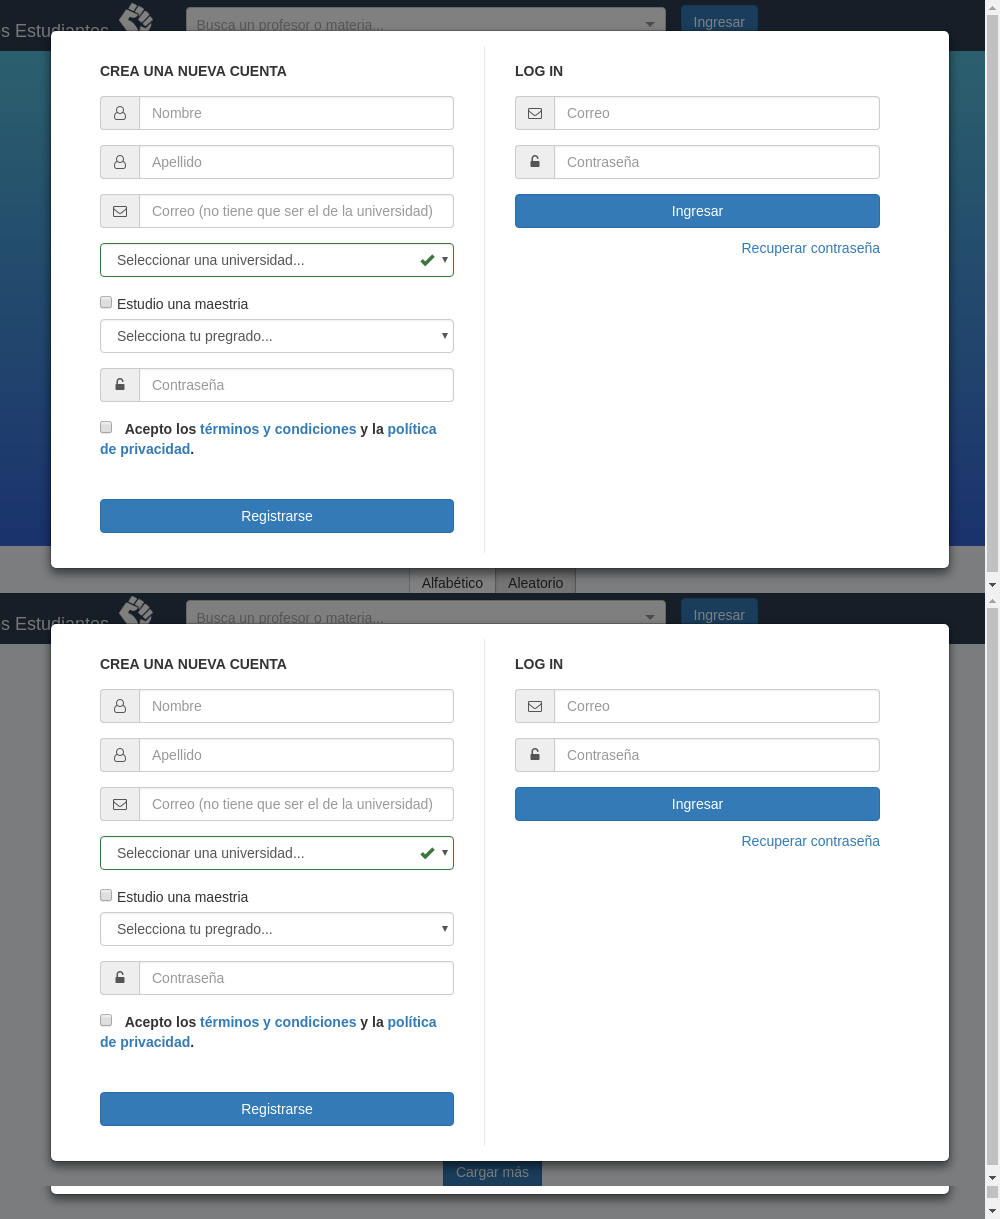 os Estudiantes
Busca un profesor o materia...
Ingresar
CREA UNA NUEVA CUENTA
Nombre
Apellido
Correo (no tiene que ser el de la universidad)
Seleccionar una universidad...
Estudio una maestria
Selecciona tu pregrado...
Contraseña
Acepto los términos y condiciones y la política
de privacidad.
Registrarse
LOG IN
Correo
Contraseña
Ingresar
Recuperar contraseña
Alfabético
Aleatorio
os Estudiantes
Busca un profesor o materia...
Ingresar
CREA UNA NUEVA CUENTA
Nombre
Apellido
Correo (no tiene que ser el de la universidad)
Seleccionar una universidad...
Estudio una maestria
Selecciona tu pregrado...
Contraseña
Acepto los términos y condiciones y la política
de privacidad.
Registrarse
LOG IN
Correo
Contraseña
Ingresar
Recuperar contraseña
Cargar más